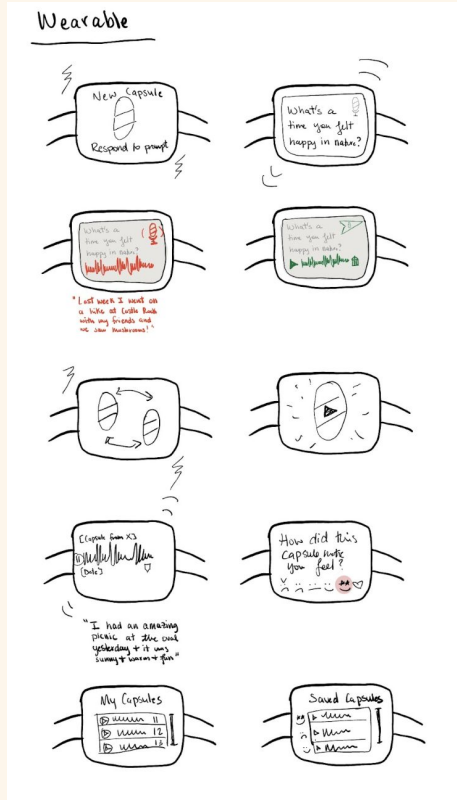 Wearable
New Capsule
Respond to prompt
What's a
time you felt
happy in nature?
What's a
time you felt
happy in nature?
"Last week I went on
a hike at Castle Rock
with my friends and
we saw mushrooms!"
What's a
time you felt
happy in nature?
[Capsule from X]
[Date]
"I had an amazing
picnic at the oval
yesterday + it was
sunny + warm + fun"
How did this
capsule make
you feel?
My Capsules
11
12
13
Saved Capsules